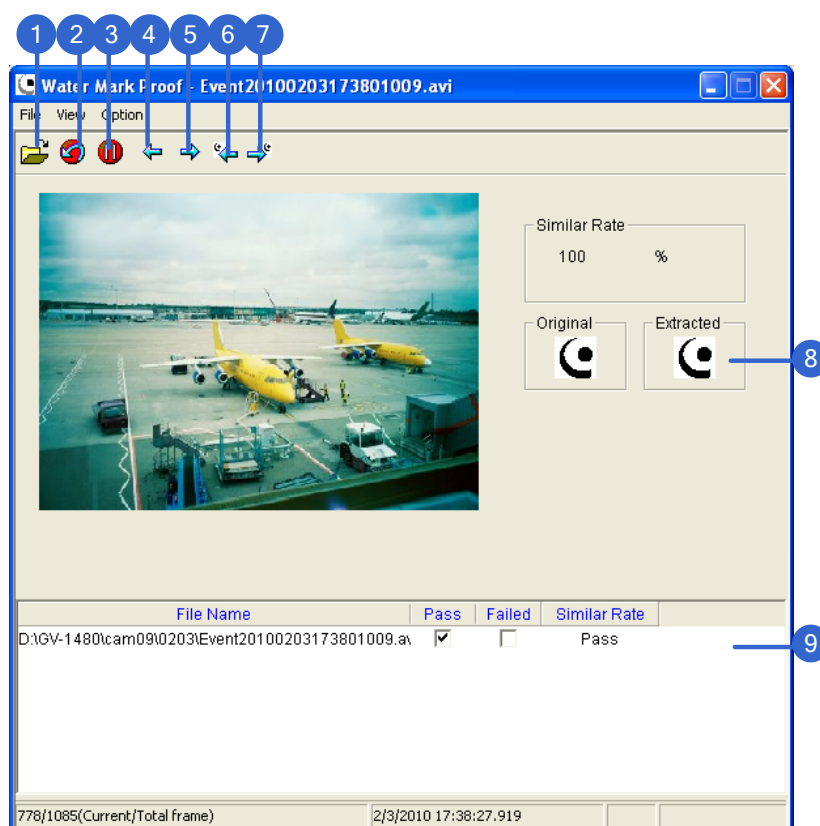 1 2 3 4 5 6 7
Water Mark Proof - Event20100203173801009.avi
File View Option
Similar Rate
100 %
Original Extracted
8
File Name Pass Failed Similar Rate
D:\GV-1480\cam09\0203\Event20100203173801009.av Pass
9
778/1085(Current/Total frame) 2/3/2010 17:38:27.919